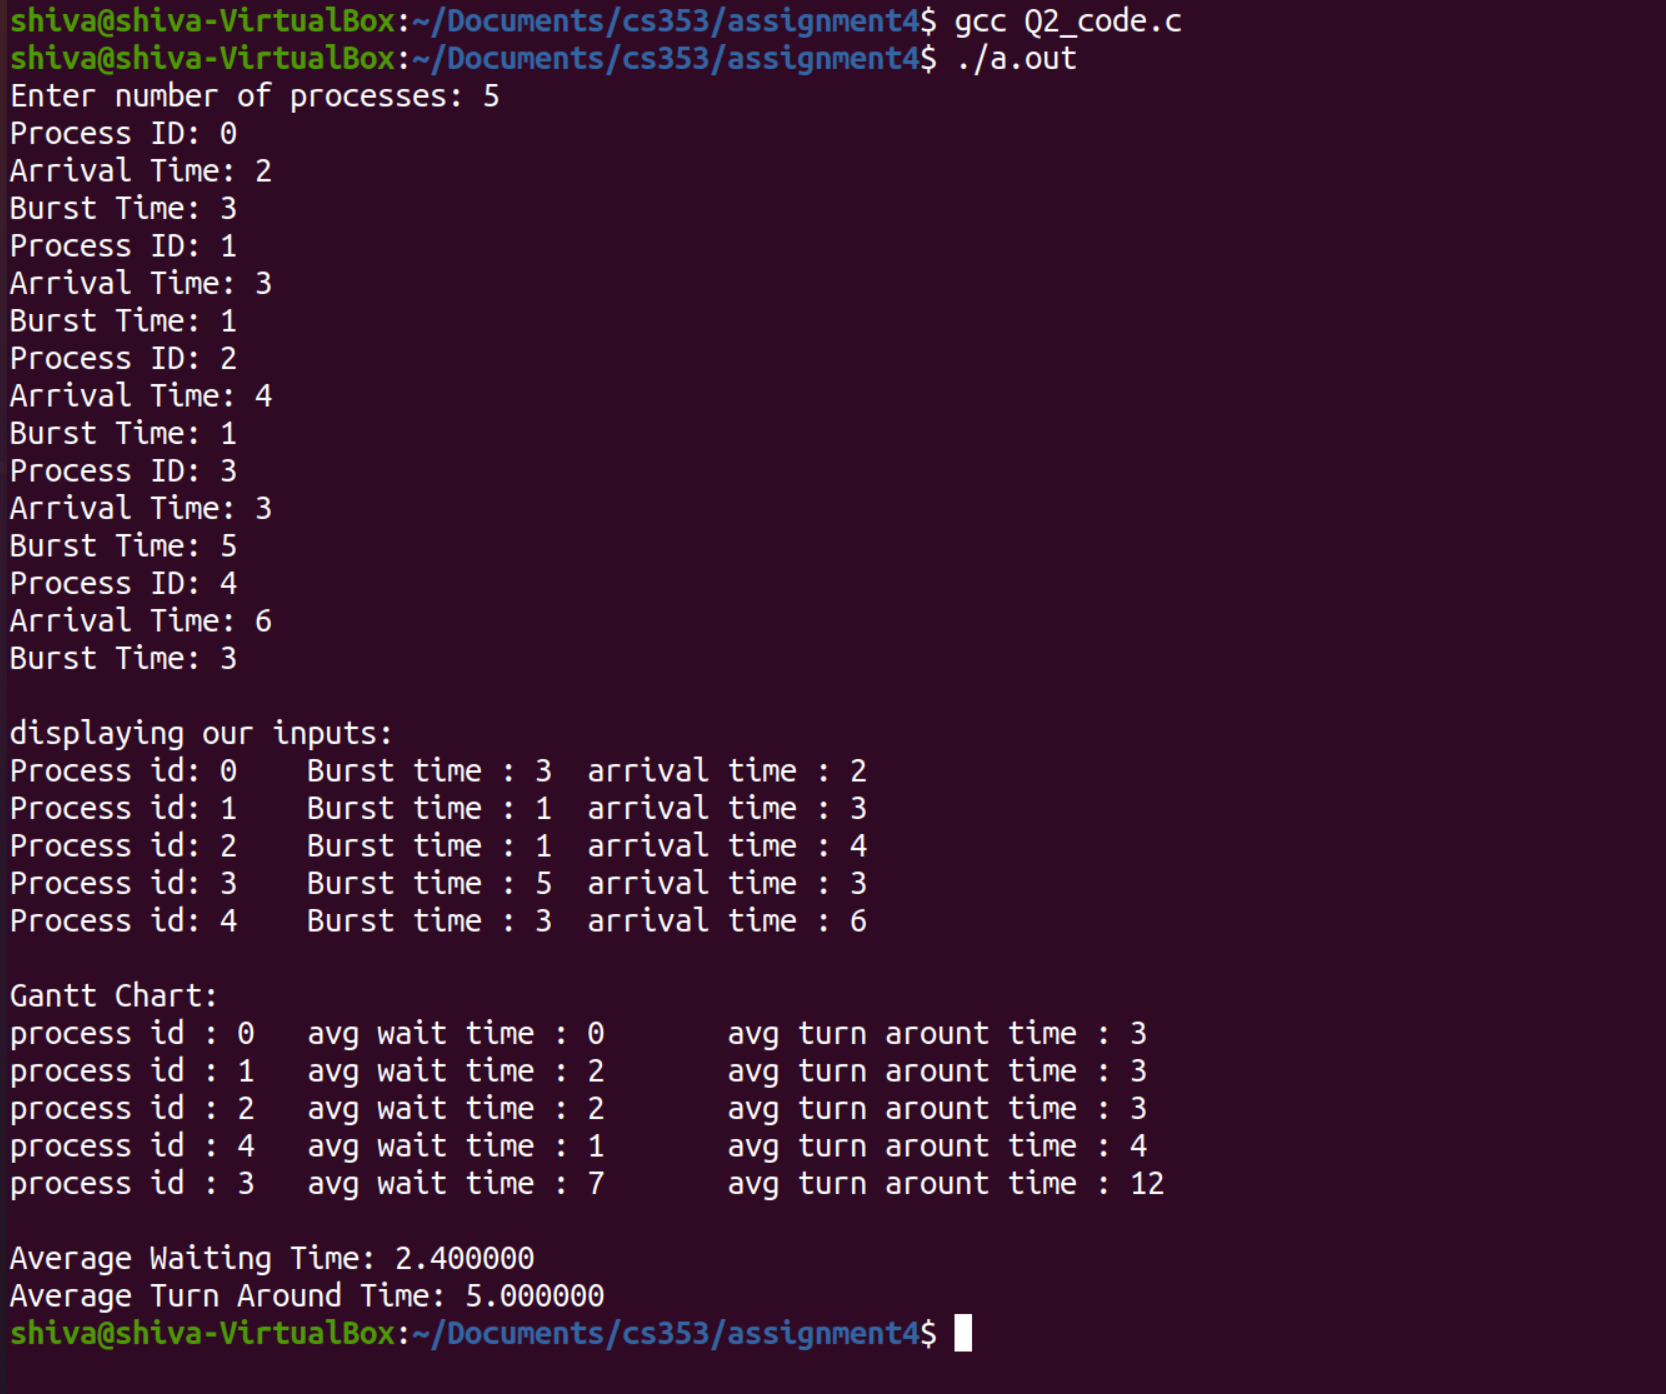 shiva@shiva-VirtualBox:~/Documents/cs353/assignment4$ gcc Q2_code.c
shiva@shiva-VirtualBox:~/Documents/cs353/assignment4$ ./a.out
Enter number of processes: 5
Process ID: 0
Arrival Time: 2
Burst Time: 3
Process ID: 1
Arrival Time: 3
Burst Time: 1
Process ID: 2
Arrival Time: 4
Burst Time: 1
Process ID: 3
Arrival Time: 3
Burst Time: 5
Process ID: 4
Arrival Time: 6
Burst Time: 3
displaying our inputs:
Process id: 0    Burst time : 3  arrival time : 2
Process id: 1    Burst time : 1  arrival time : 3
Process id: 2    Burst time : 1  arrival time : 4
Process id: 3    Burst time : 5  arrival time : 3
Process id: 4    Burst time : 3  arrival time : 6
Gantt Chart:
process id : 0   avg wait time : 0       avg turn arount time : 3
process id : 1   avg wait time : 2       avg turn arount time : 3
process id : 2   avg wait time : 2       avg turn arount time : 3
process id : 4   avg wait time : 1       avg turn arount time : 4
process id : 3   avg wait time : 7       avg turn arount time : 12
Average Waiting Time: 2.400000
Average Turn Around Time: 5.000000
shiva@shiva-VirtualBox:~/Documents/cs353/assignment4$